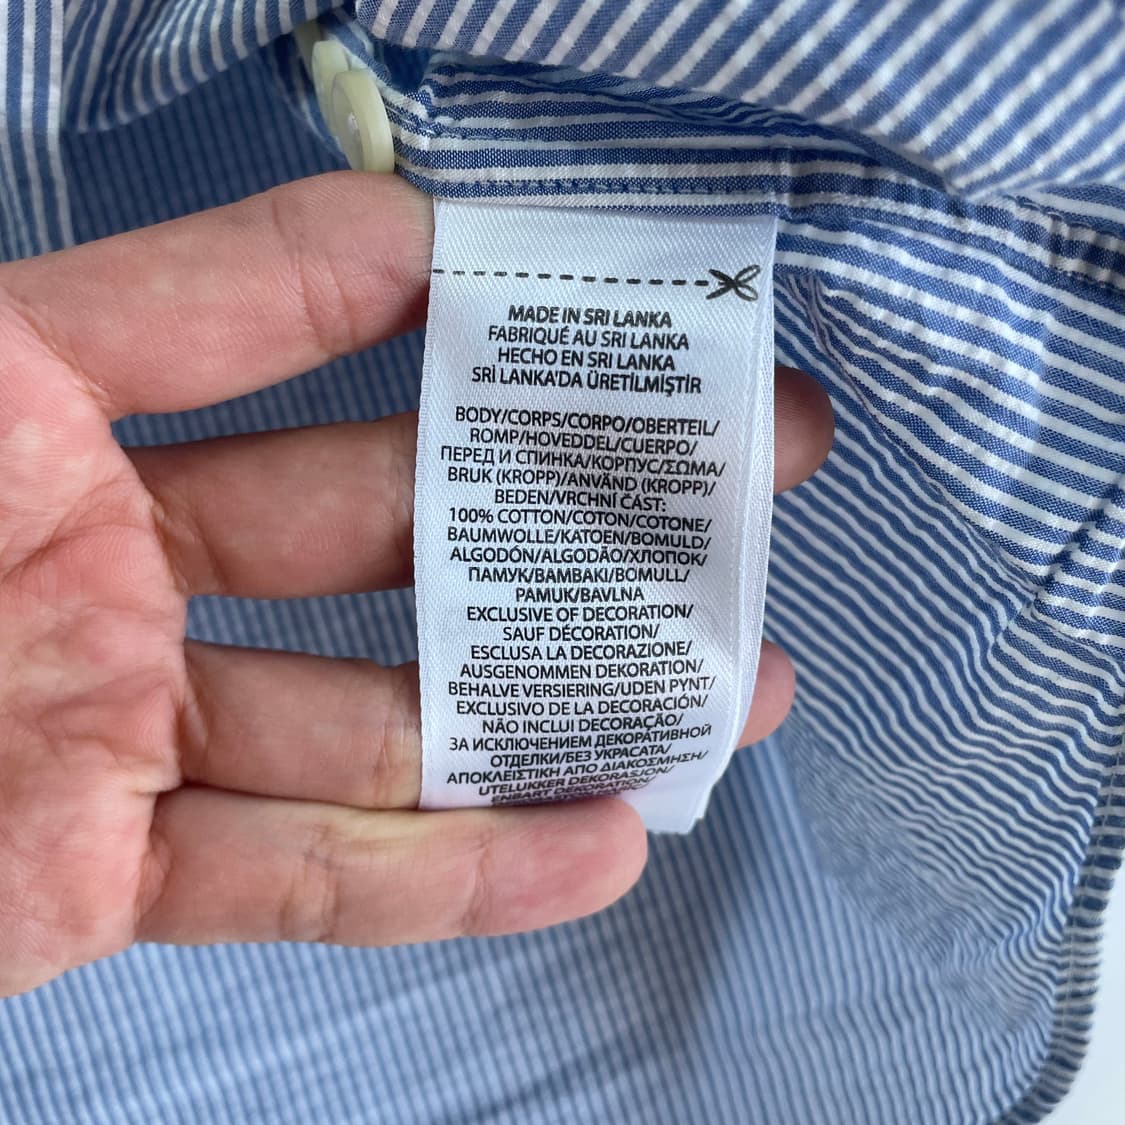 MADE IN SRI LANKA
FABRIQUÉ AU SRI LANKA
HECHO EN SRI LANKA
SRİ LANKA'DA ÜRETİLMİŞTİR
BODY/CORPS/CORPO/OBERTEIL/
ROMP/HOVEDDEL/CUERPO/
ПЕРЕД И СПИНКА/КОРПУС/ΣΩΜΑ/
BRUK (KROPP)/ANVÄND (KROPP)/
BEDEN/VRCHNÍ ČÁST:
100% COTTON/COTON/COTONE/
BAUMWOLLE/KATOEN/BOMULD/
ALGODÓN/ALGODÃO/ХЛОПОК/
ПАМУК/ΒΑΜΒΑΚΙ/BOMULL/
PAMUK/BAVLNA
EXCLUSIVE OF DECORATION/
SAUF DÉCORATION/
ESCLUSA LA DECORAZIONE/
AUSGENOMMEN DEKORATION/
BEHALVE VERSIERING/UDEN PYNT/
EXCLUSIVO DE LA DECORACIÓN/
NÃO INCLUI DECORAÇÃO/
ЗА ИСКЛЮЧЕНИЕМ ДЕКОРАТИВНОЙ
ОТДЕЛКИ/БЕЗ УКРАСАТА/
ΑΠΟΚΛΕΙΣΤΙΚΗ ΑΠΟ ΔΙΑΚΟΣΜΗΣΗ/
UTELUKKER DEKORASJON/
ENBART DEKORATION/